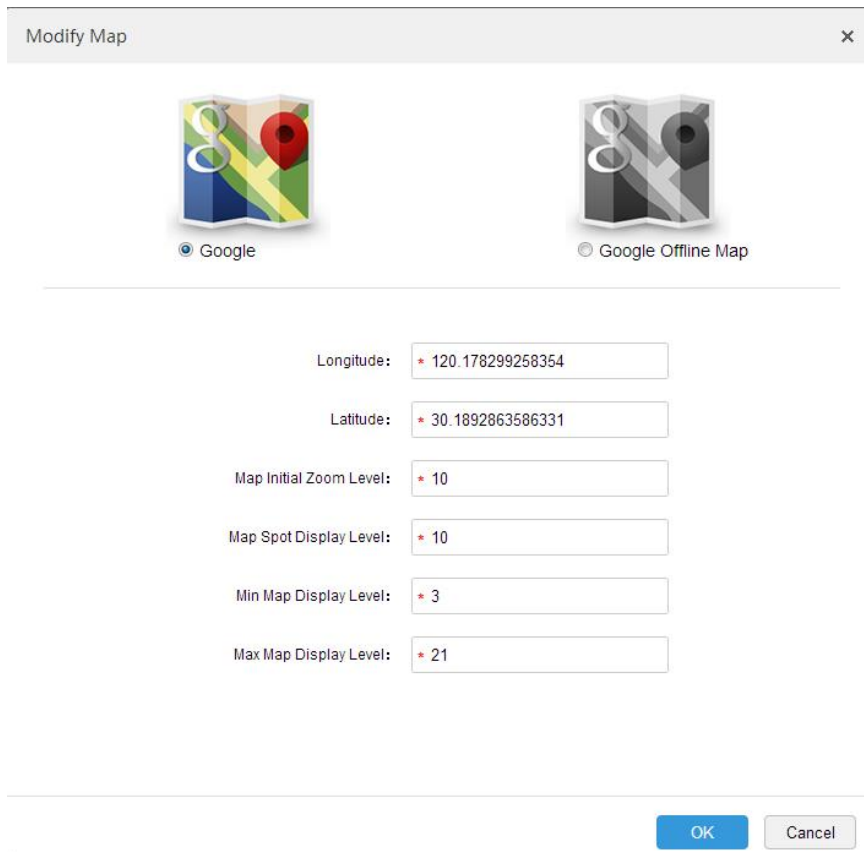 Modify Map ×
g g
Google Google Offline Map
Longitude: * 120.178299258354
Latitude: * 30.1892863586331
Map Initial Zoom Level: * 10
Map Spot Display Level: * 10
Min Map Display Level: * 3
Max Map Display Level: * 21
OK Cancel